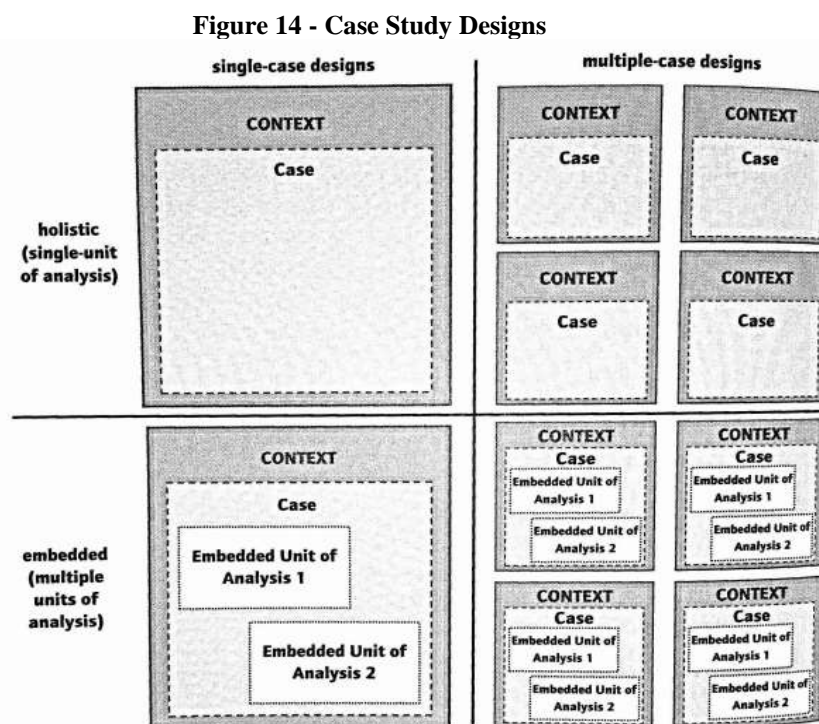 Figure 14 - Case Study Designs
single-case designs
multiple-case designs
holistic
(single-unit
of analysis)
CONTEXT
Case
CONTEXT
Case
CONTEXT
Case
CONTEXT
Case
CONTEXT
Case
embedded
(multiple
units of
analysis)
CONTEXT
Case
Embedded Unit of
Analysis 1
Embedded Unit of
Analysis 2
CONTEXT
Case
Embedded Unit of
Analysis 1
Embedded Unit of
Analysis 2
CONTEXT
Case
Embedded Unit of
Analysis 1
Embedded Unit of
Analysis 2
CONTEXT
Case
Embedded Unit of
Analysis 1
Embedded Unit of
Analysis 2
CONTEXT
Case
Embedded Unit of
Analysis 1
Embedded Unit of
Analysis 2